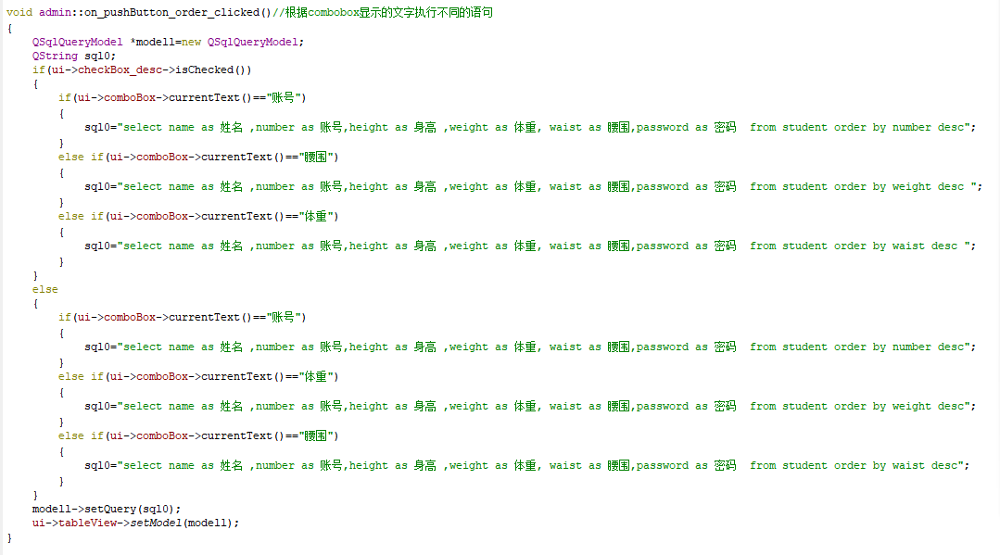 void admin::on_pushButton_order_clicked()//根据combobox显示的文字执行不同的语句
{
    QSqlQueryModel *modell=new QSqlQueryModel;
    QString sql0;
    if(ui->checkBox_desc->isChecked())
    {
        if(ui->comboBox->currentText()=="账号")
        {
            sql0="select name as 姓名 ,number as 账号,height as 身高 ,weight as 体重, waist as 腰围,password as 密码  from student order by number desc";
        }
        else if(ui->comboBox->currentText()=="腰围")
        {
            sql0="select name as 姓名 ,number as 账号,height as 身高 ,weight as 体重, waist as 腰围,password as 密码  from student order by weight desc ";
        }
        else if(ui->comboBox->currentText()=="体重")
        {
            sql0="select name as 姓名 ,number as 账号,height as 身高 ,weight as 体重, waist as 腰围,password as 密码  from student order by waist desc ";
        }
    }
    else
    {
        if(ui->comboBox->currentText()=="账号")
        {
            sql0="select name as 姓名 ,number as 账号,height as 身高 ,weight as 体重, waist as 腰围,password as 密码  from student order by number desc";
        }
        else if(ui->comboBox->currentText()=="体重")
        {
            sql0="select name as 姓名 ,number as 账号,height as 身高 ,weight as 体重, waist as 腰围,password as 密码  from student order by weight desc";
        }
        else if(ui->comboBox->currentText()=="腰围")
        {
            sql0="select name as 姓名 ,number as 账号,height as 身高 ,weight as 体重, waist as 腰围,password as 密码  from student order by waist desc";
        }
    }
    modell->setQuery(sql0);
    ui->tableView->setModel(modell);
}